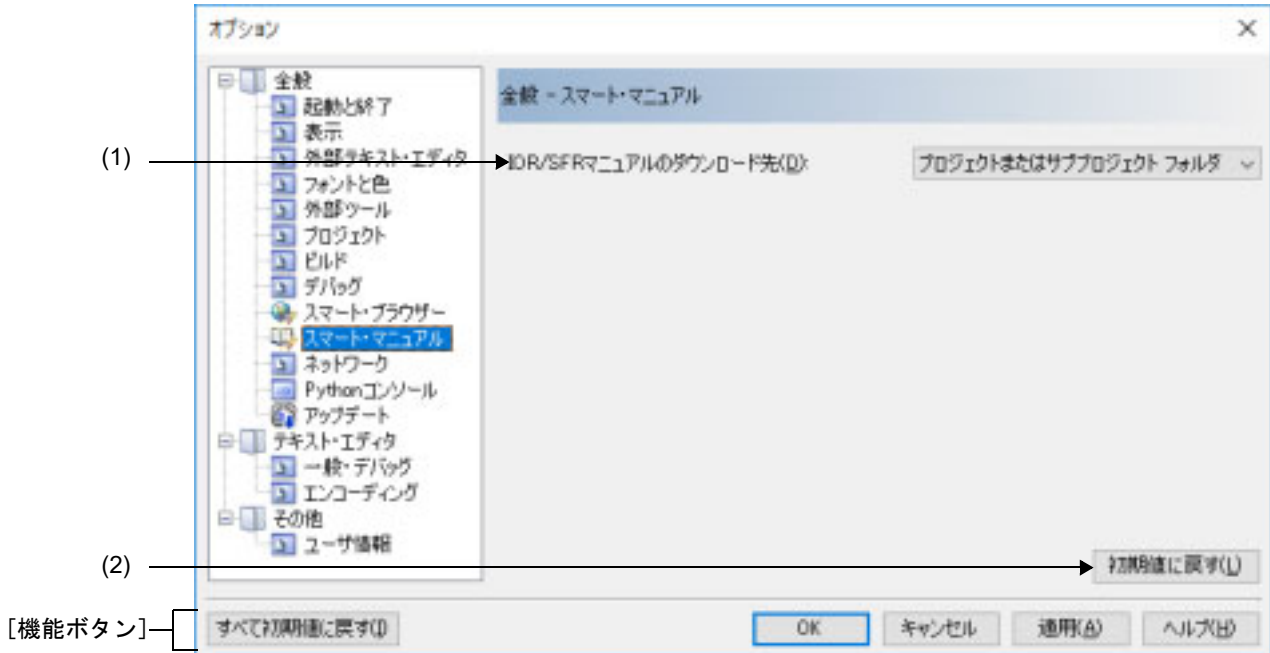 オプション
全般
起動と終了
表示
外部テキスト・エディタ
フォントと色
外部ツール
プロジェクト
ビルド
デバッグ
スマート・ブラウザー
スマート・マニュアル
ネットワーク
Pythonコンソール
アップデート
テキスト・エディタ
一般・デバッグ
エンコーディング
その他
ユーザ情報
全般 - スマート・マニュアル
(1)
IOR/SFRマニュアルのダウンロード先(D):
プロジェクトまたはサブプロジェクト フォルダ
(2)
初期値に戻す(L)
[機能ボタン]
すべて初期値に戻す(I)
OK
キャンセル
適用(A)
ヘルプ(H)